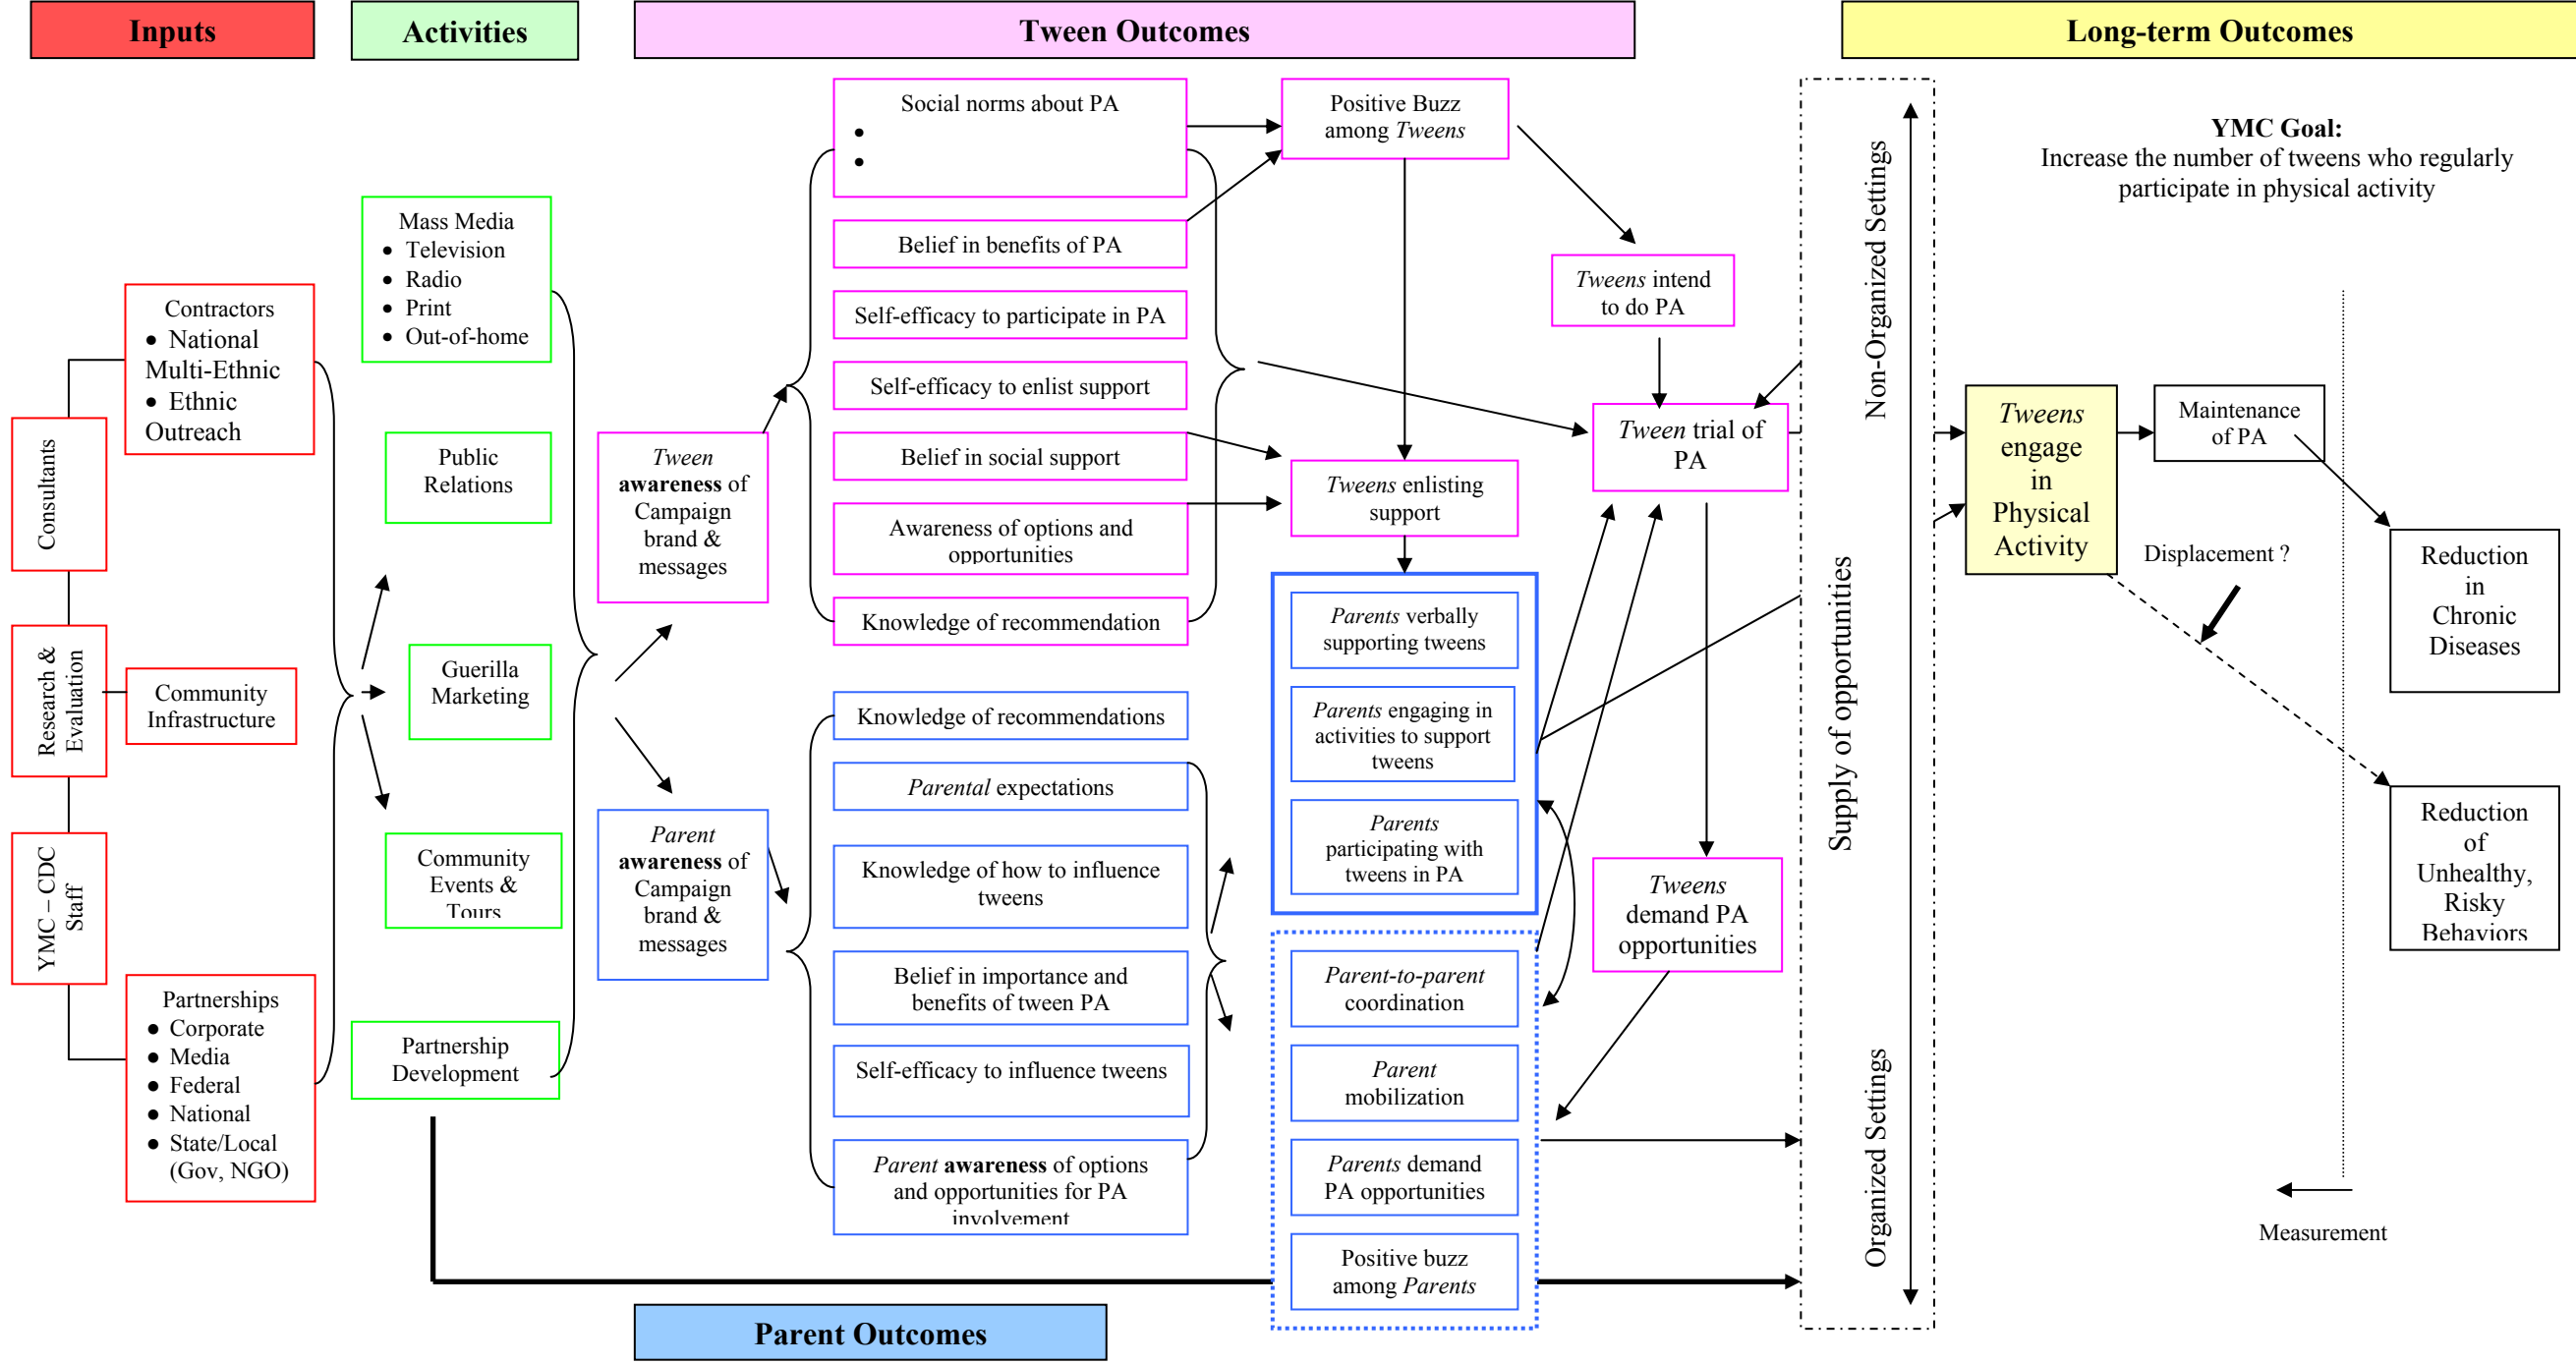 Inputs
Activities
Tween Outcomes
Long-term Outcomes
Consultants
Research &
Evaluation
YMC – CDC
Staff
Contractors
• National
Multi-Ethnic
• Ethnic
Outreach
Community
Infrastructure
Partnerships
• Corporate
• Media
• Federal
• National
• State/Local
(Gov, NGO)
Mass Media
• Television
• Radio
• Print
• Out-of-home
Public
Relations
Guerilla
Marketing
Community
Events &
Tours
Partnership
Development
Tween
awareness of
Campaign
brand &
messages
Parent
awareness of
Campaign
brand &
messages
Social norms about PA
•
•
Belief in benefits of PA
Self-efficacy to participate in PA
Self-efficacy to enlist support
Belief in social support
Awareness of options and
opportunities
Knowledge of recommendation
Knowledge of recommendations
Parental expectations
Knowledge of how to influence
tweens
Belief in importance and
benefits of tween PA
Self-efficacy to influence tweens
Parent awareness of options
and opportunities for PA
involvement
Positive Buzz
among Tweens
Tweens intend
to do PA
Tween trial of
PA
Tweens enlisting
support
Parents verbally
supporting tweens
Parents engaging in
activities to support
tweens
Parents
participating with
tweens in PA
Tweens
demand PA
opportunities
Parent-to-parent
coordination
Parent
mobilization
Parents demand
PA opportunities
Positive buzz
among Parents
Supply of opportunities
Non-Organized Settings
Organized Settings
YMC Goal:
Increase the number of tweens who regularly
participate in physical activity
Tweens
engage
in
Physical
Activity
Maintenance
of PA
Displacement ?
Reduction
in
Chronic
Diseases
Reduction
of
Unhealthy,
Risky
Behaviors
Measurement
Parent Outcomes